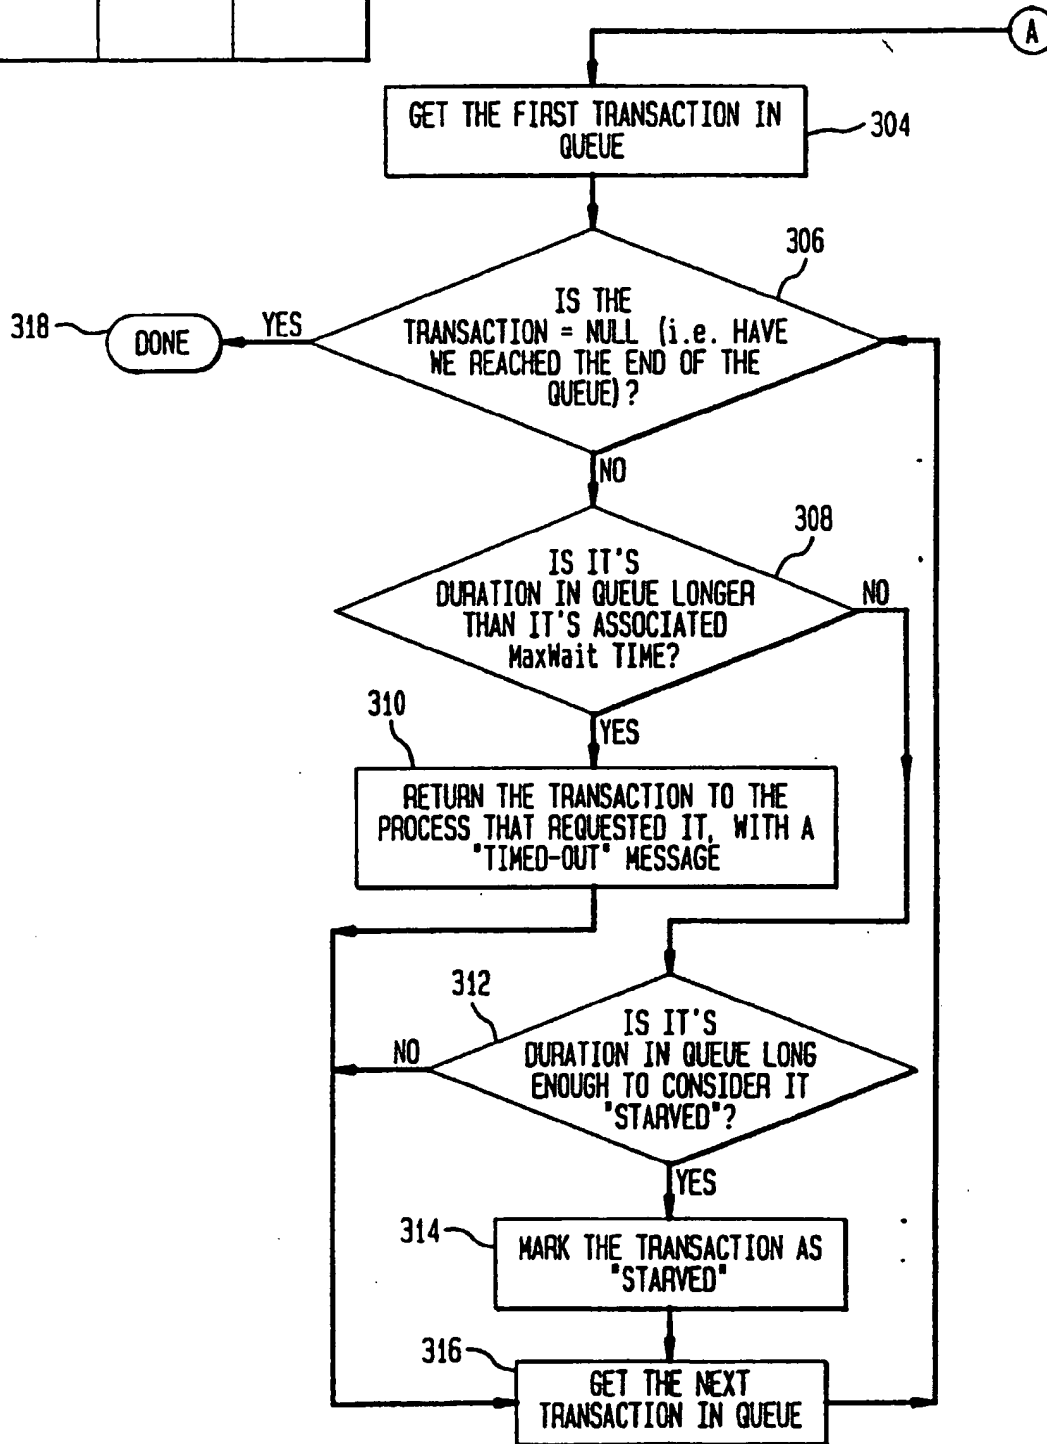 A
GET THE FIRST TRANSACTION IN
QUEUE
304
306
IS THE
TRANSACTION = NULL (i.e. HAVE
WE REACHED THE END OF THE
QUEUE)?
YES
318
DONE
NO
308
IS IT'S
DURATION IN QUEUE LONGER
THAN IT'S ASSOCIATED
MaxWait TIME?
NO
YES
310
RETURN THE TRANSACTION TO THE
PROCESS THAT REQUESTED IT, WITH A
"TIMED-OUT" MESSAGE
312
IS IT'S
DURATION IN QUEUE LONG
ENOUGH TO CONSIDER IT
"STARVED"?
NO
YES
314
MARK THE TRANSACTION AS
"STARVED"
316
GET THE NEXT
TRANSACTION IN QUEUE